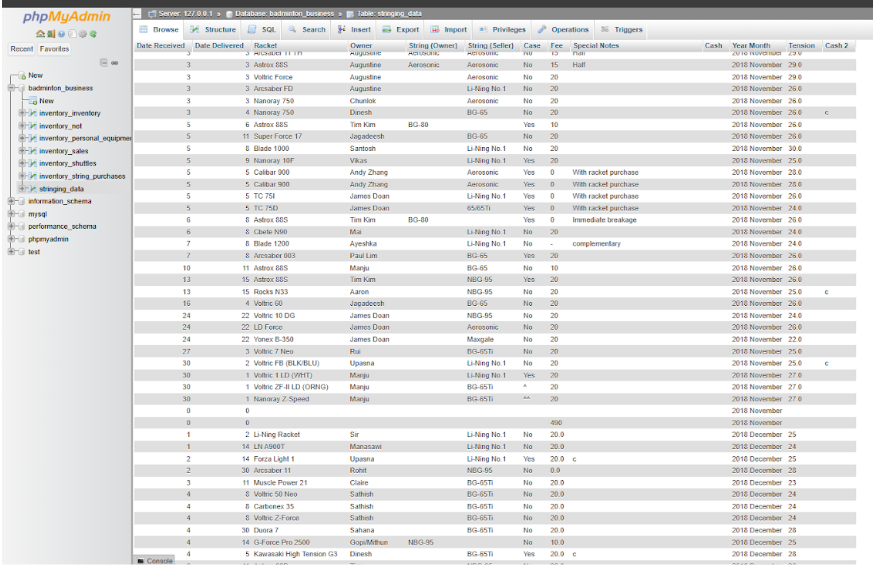 phpMyAdmin
Server: 127.0.0.1 » Database: badminton_business » Table: stringing_data
Browse Structure SQL Search Insert Export Import Privileges Operations Triggers
Recent Favorites
New
badminton_business
New
inventory_inventory
inventory_net
inventory_personal_equipmer
inventory_sales
inventory_shuttles
inventory_string_purchases
stringing_data
information_schema
mysql
performance_schema
phpmyadmin
test
Date Received Date Delivered Racket Owner String (Owner) String (Seller) Case Fee Special Notes Cash Year Month Tension Cash 2
3 3 Arcsaber 11 TH Augustine Aerosonic Aerosonic No 15 Half 2018 November 29.0
3 3 Astrox 88S Augustine Aerosonic Aerosonic No 15 Half 2018 November 29.0
3 3 Voltric Force Augustine Aerosonic No 20 2018 November 29.0
3 3 Arcsaber FD Augustine Li-Ning No.1 No 20 2018 November 26.0
3 3 Nanoray 750 Chunlok Aerosonic No 20 2018 November 26.0
3 4 Nanoray 750 Dinesh BG-65 No 20 2018 November 26.0 c
5 6 Astrox 88S Tim Kim BG-80 Yes 10 2018 November 26.0
5 11 Super Force 17 Jagadeesh BG-65 No 20 2018 November 26.0
5 8 Blade 1000 Santosh Li-Ning No.1 No 20 2018 November 30.0
5 9 Nanoray 10F Vikas Li-Ning No.1 Yes 20 2018 November 25.0
5 5 Calibar 900 Andy Zhang Aerosonic Yes 0 With racket purchase 2018 November 28.0
5 5 Calibar 900 Andy Zhang Aerosonic Yes 0 With racket purchase 2018 November 28.0
5 5 TC 75I James Doan Li-Ning No.1 Yes 0 With racket purchase 2018 November 26.0
5 5 TC 75D James Doan 65/65Ti Yes 0 With racket purchase 2018 November 24.0
6 8 Astrox 88S Tim Kim BG-80 Yes 0 Immediate breakage 2018 November 26.0
6 8 Cbete N90 Mai Li-Ning No.1 No 20 2018 November 24.0
7 8 Blade 1200 Ayeshka Li-Ning No.1 No - complementary 2018 November 24.0
7 8 Arcsaber 003 Paul Lim BG-65 Yes 20 2018 November 26.0
10 11 Astrox 88S Manju BG-65 No 10 2018 November 26.0
13 15 Astrox 88S Tim Kim NBG-95 Yes 20 2018 November 26.0
13 15 Rocks N33 Aaron NBG-95 No 20 2018 November 25.0 c
16 4 Voltric 60 Jagadeesh BG-65 No 20 2018 November 26.0
24 22 Voltric 10 DG James Doan NBG-95 No 20 2018 November 24.0
24 22 LD Force James Doan Aerosonic No 20 2018 November 26.0
24 22 Yonex B-350 James Doan Maxgale No 20 2018 November 22.0
27 3 Voltric 7 Neo Rui BG-65Ti No 20 2018 November 25.0
30 2 Voltric FB (BLK/BLU) Upasna Li-Ning No.1 No 20 2018 November 25.0 c
30 1 Voltric 1 LD (WHT) Manju Li-Ning No.1 Yes 20 2018 November 27.0
30 1 Voltric ZF-II LD (ORNG) Manju BG-65Ti ^ 20 2018 November 27.0
30 1 Nanoray Z-Speed Manju BG-65Ti ^^ 20 2018 November 27.0
0 0 2018 November
0 0 490 2018 November
1 2 Li-Ning Racket Sir Li-Ning No.1 No 20.0 2018 December 25
1 14 LN A900T Manasawi Li-Ning No.1 No 20.0 2018 December 24
2 14 Forza Light 1 Upasna Li-Ning No.1 Yes 20.0 c 2018 December 25
2 30 Arcsaber 11 Rohit NBG-95 No 0.0 2018 December 28
3 11 Muscle Power 21 Claire BG-65Ti No 20.0 2018 December 23
4 8 Voltric 50 Neo Sathish BG-65Ti No 20.0 2018 December 24
4 8 Carbonex 35 Sathish BG-65Ti No 20.0 2018 December 24
4 8 Voltric Z-Force Sathish BG-65Ti No 20.0 2018 December 24
4 30 Duora 7 Sahana BG-65Ti No 20.0 2018 December 26
4 14 G-Force Pro 2500 Gopi/Mithun NBG-95 No 10.0 2018 December 25
4 5 Kawasaki High Tension G3 Dinesh BG-65Ti Yes 20.0 c 2018 December 26
Console